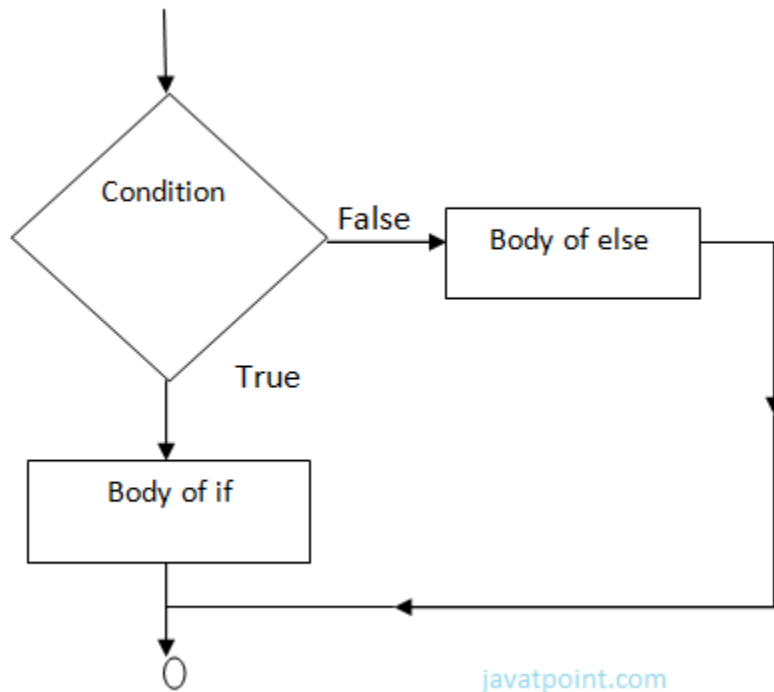 Condition
False
Body of else
True
Body of if
javatpoint.com